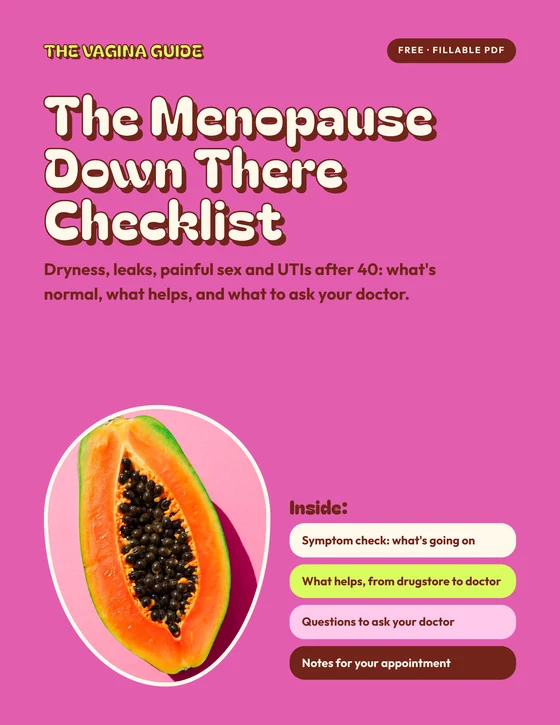 THE VAGINA GUIDE
FREE · FILLABLE PDF
The Menopause
Down There
Checklist
Dryness, leaks, painful sex and UTIs after 40: what's
normal, what helps, and what to ask your doctor.
Inside:
Symptom check: what's going on
What helps, from drugstore to doctor
Questions to ask your doctor
Notes for your appointment